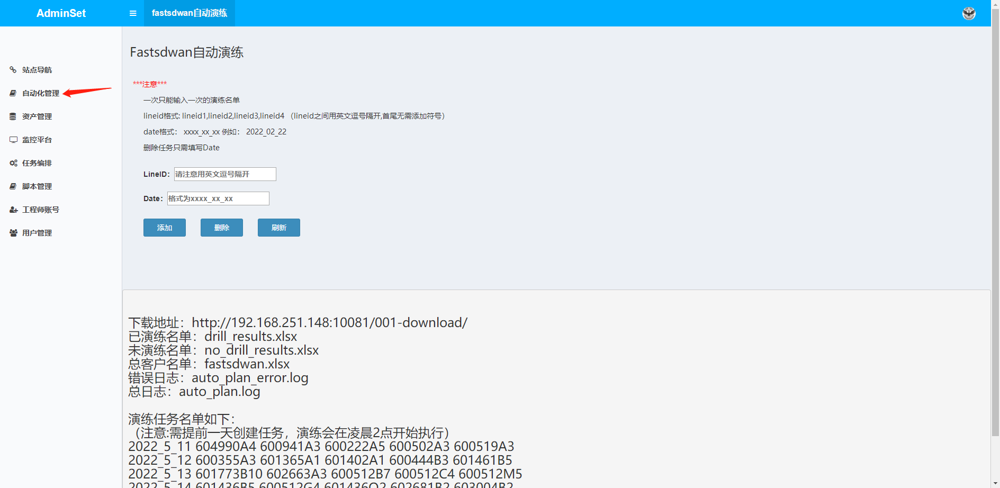 AdminSet
fastsdwan自动演练
站点导航
自动化管理
资产管理
监控平台
任务编排
脚本管理
工程师账号
用户管理
Fastsdwan自动演练
***注意***
一次只能输入一次的演练名单
lineid格式: lineid1,lineid2,lineid3,lineid4 （lineid之间用英文逗号隔开,首尾无需添加符号）
date格式： xxxx_xx_xx 例如： 2022_02_22
删除任务只需填写Date
LineID： 请注意用英文逗号隔开
Date： 格式为xxxx_xx_xx
添加 删除 刷新
下载地址：http://192.168.251.148:10081/001-download/
已演练名单：drill_results.xlsx
未演练名单：no_drill_results.xlsx
总客户名单：fastsdwan.xlsx
错误日志：auto_plan_error.log
总日志：auto_plan.log
演练任务名单如下：
（注意:需提前一天创建任务，演练会在凌晨2点开始执行）
2022_5_11 604990A4 600941A3 600222A5 600502A3 600519A3
2022_5_12 600355A3 601365A1 601402A1 600444B3 601461B5
2022_5_13 601773B10 602663A3 600512B7 600512C4 600512M5
2022_5_14 601436B5 600512G4 601436Q2 602681B2 603004B2